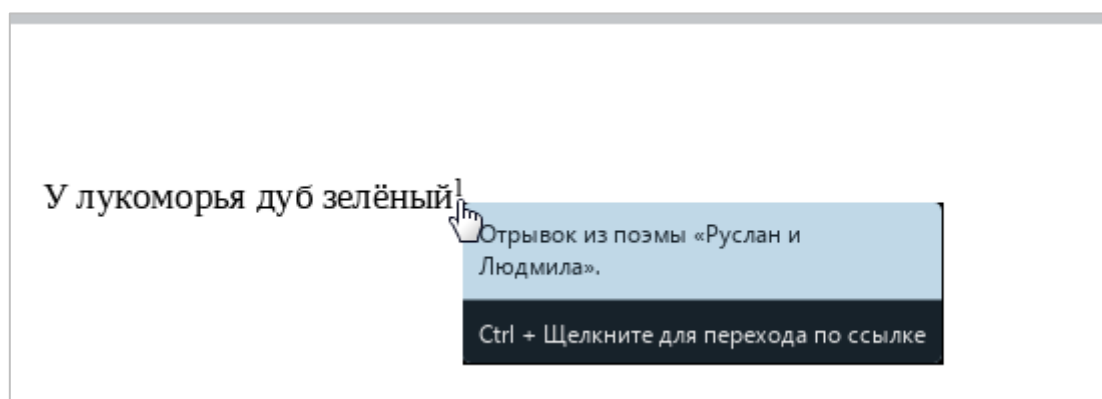 У лукоморья дуб зелёный1
Отрывок из поэмы «Руслан и
Людмила».
Ctrl + Щелкните для перехода по ссылке